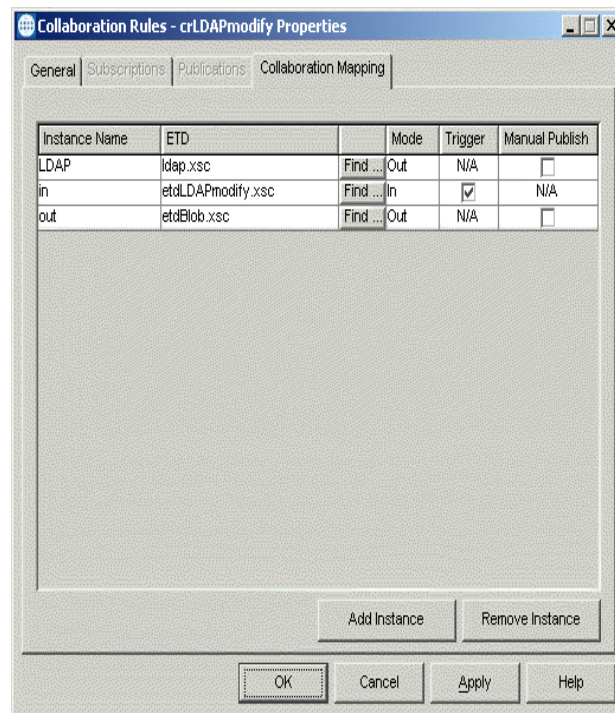 Collaboration Rules - crLDAPmodify Properties
General Subscriptions Publications Collaboration Mapping
Instance Name ETD Mode Trigger Manual Publish
LDAP ldap.xsc Find ... Out N/A
in etdLDAPmodify.xsc Find ... In N/A
out etdBlob.xsc Find ... Out N/A
Add Instance Remove Instance
OK Cancel Apply Help